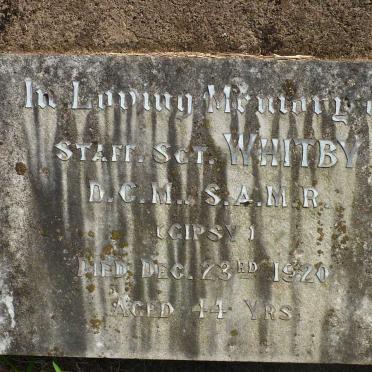 In Loving Memory
STAFF. SGT. WHITBY
D.C.M., S.A.M.R.
(GIPSY)
DIED DEC. 23RD 1920
AGED 44 YRS.